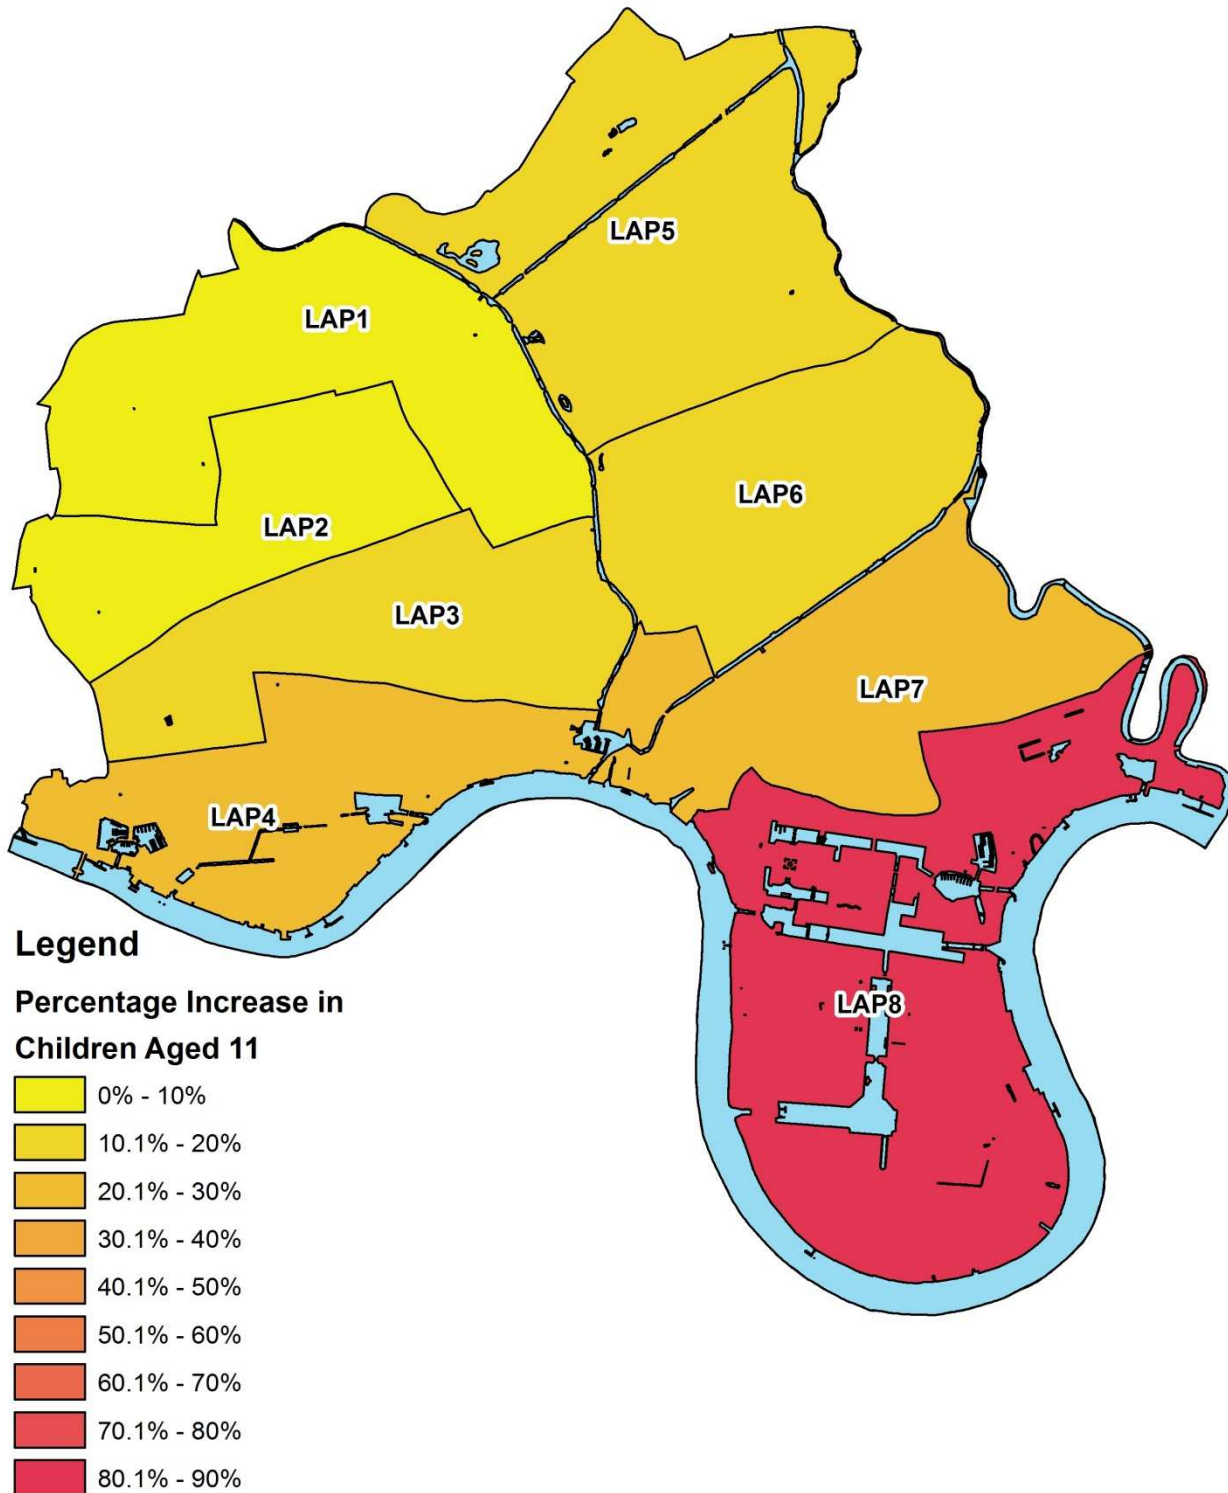 LAP5
LAP1
LAP6
LAP2
LAP3
LAP7
LAP4
LAP8
Legend
Percentage Increase in
Children Aged 11
0% - 10%
10.1% - 20%
20.1% - 30%
30.1% - 40%
40.1% - 50%
50.1% - 60%
60.1% - 70%
70.1% - 80%
80.1% - 90%